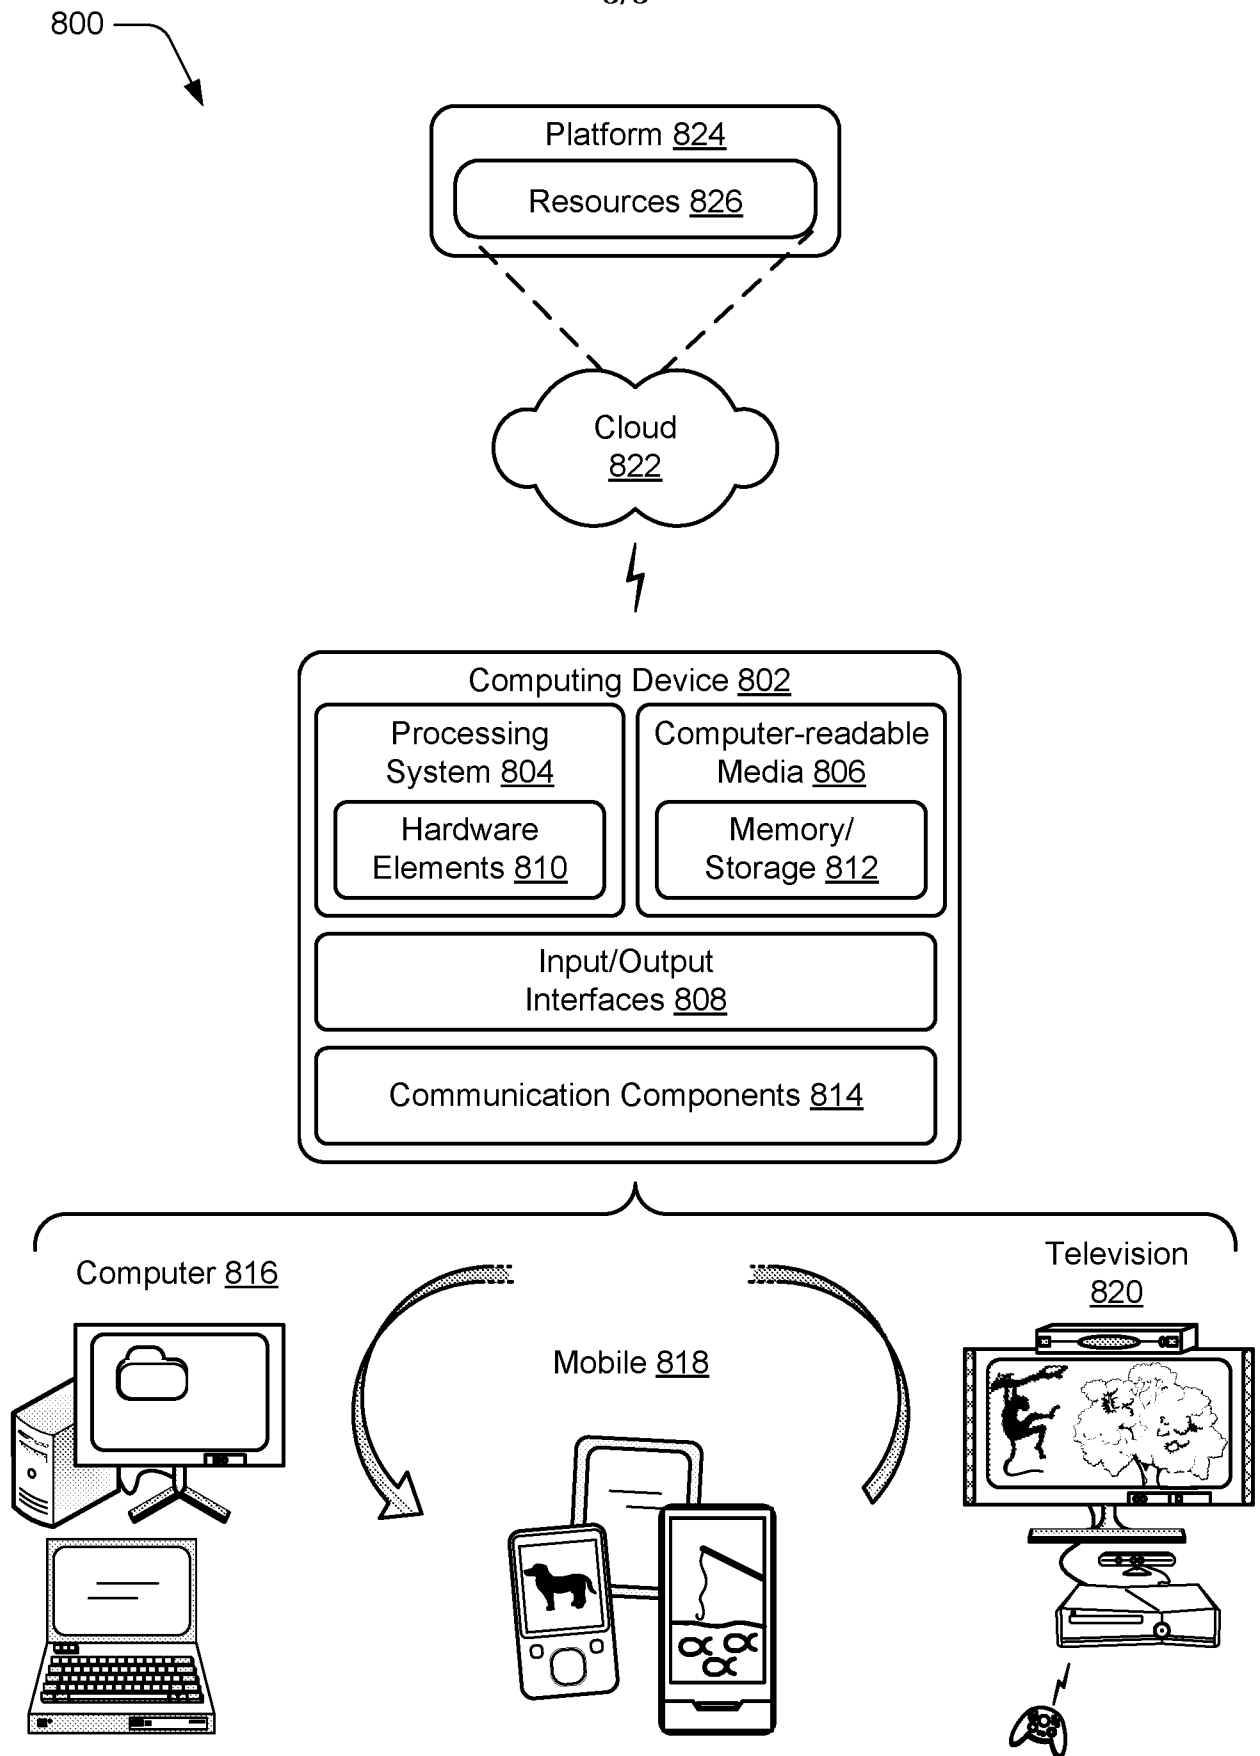 800
Platform 824
Resources 826
Cloud
822
Computing Device 802
Processing
System 804
Hardware
Elements 810
Computer-readable
Media 806
Memory/
Storage 812
Input/Output
Interfaces 808
Communication Components 814
Computer 816
Mobile 818
Television
820